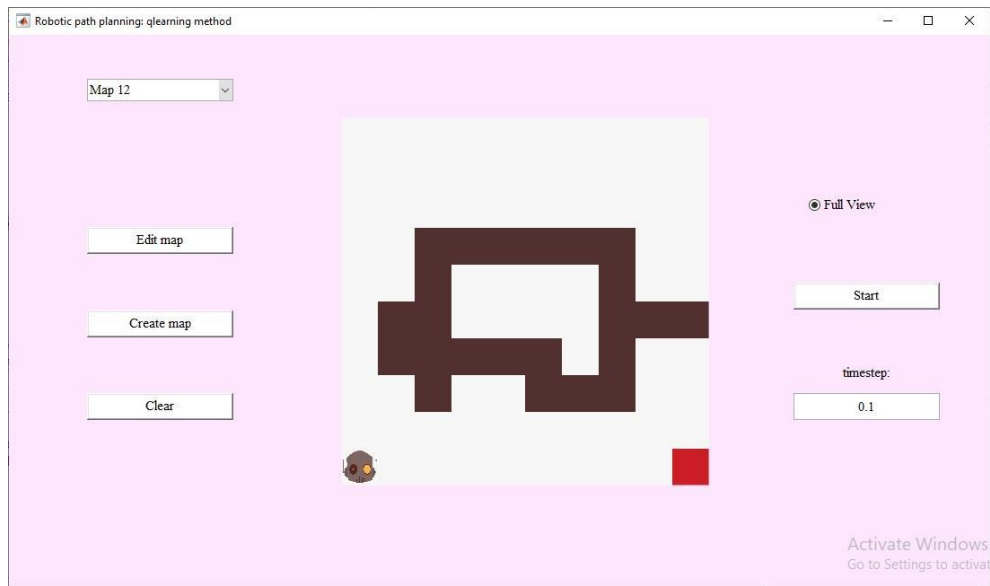 Robotic path planning: qlearning method
Map 12
Full View
Edit map
Start
Create map
timestep:
Clear
0.1
Activate Windows
Go to Settings to activat